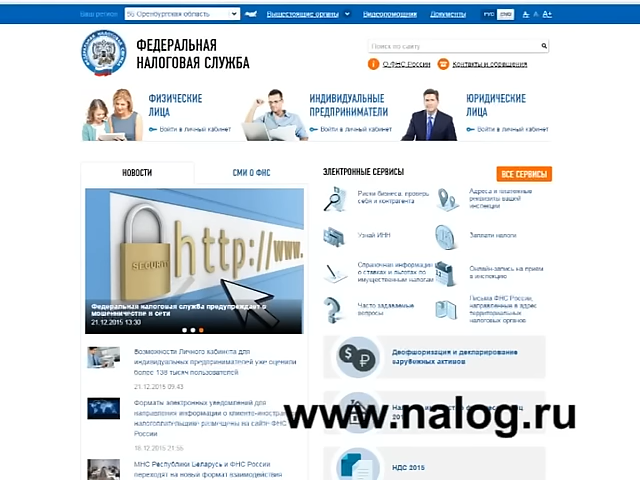 Ваш регион:
56 Оренбургская область
Вышестоящие органы
Видеопомощник
Документы
РУС ENG
A- A A+
ФЕДЕРАЛЬНАЯ
НАЛОГОВАЯ СЛУЖБА
Поиск по сайту
О ФНС России
Контакты и обращения
ФИЗИЧЕСКИЕ
ЛИЦА
Войти в личный кабинет
ИНДИВИДУАЛЬНЫЕ
ПРЕДПРИНИМАТЕЛИ
Войти в личный кабинет
ЮРИДИЧЕСКИЕ
ЛИЦА
Войти в личный кабинет
НОВОСТИ
СМИ О ФНС
SECURITY
http://www.
Федеральная налоговая служба предупреждает о
мошенничестве в сети
21.12.2015 13:30
Возможности Личного кабинета для
индивидуальных предпринимателей уже оценили
более 138 тысяч пользователей
21.12.2015 09:43
Форматы электронных уведомлений для
направления информации о клиентах-иностранных
налогоплательщиках размещены на сайте ФНС
России
18.12.2015 21:56
МНС Республики Беларусь и ФНС России
переходят на новый формат взаимодействия
ЭЛЕКТРОННЫЕ СЕРВИСЫ
ВСЕ СЕРВИСЫ
Риски бизнеса: проверь
себя и контрагента
Адреса и платежные
реквизиты вашей
инспекции
Узнай ИНН
Заплати налоги
Справочная информация
о ставках и льготах по
имущественным налогам
Онлайн-запись на прием
в инспекцию
Часто задаваемые
вопросы
Письма ФНС России,
направленные в адрес
территориальных
налоговых органов
Деофшоризация и декларирование
зарубежных активов
www.nalog.ru
НДС 2015